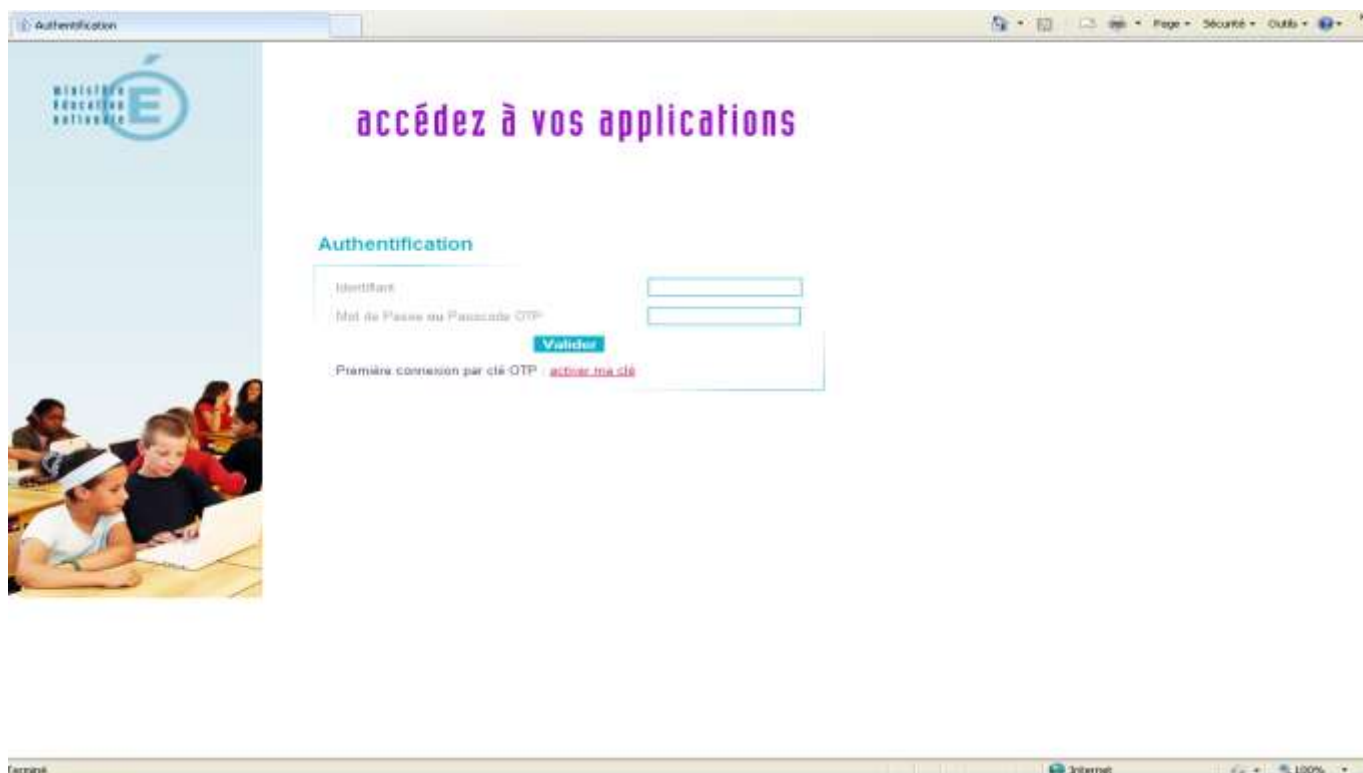 Authentification
Page Sécurité Outils
ministère
éducation
nationale
É
accédez à vos applications
Authentification
Identifiant
Mot de Passe ou Passcode OTP
Valider
Première connexion par clé OTP : activer ma clé
Terminé
Internet
100%